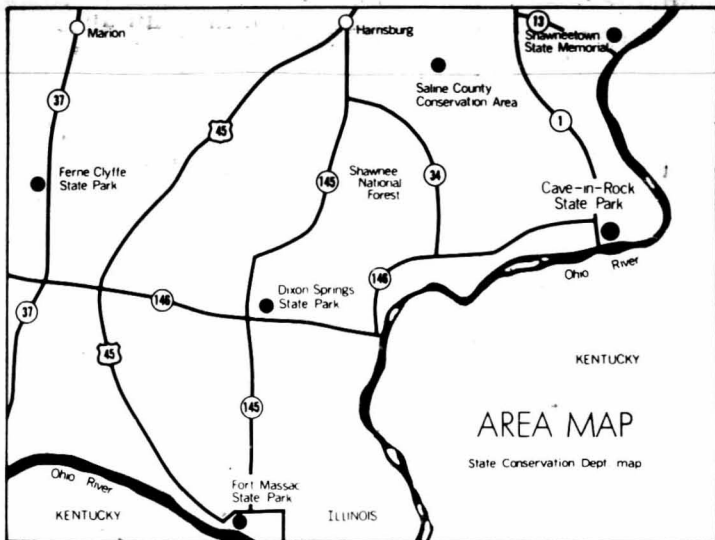 Marion
Harrisburg
13
Shawneetown
State Memorial
37
45
Saline County
Conservation Area
1
Ferne Clyffe
State Park
145
Shawnee
National
Forest
34
Cave-in-Rock
State Park
146
Ohio River
37
146
Dixon Springs
State Park
45
KENTUCKY
145
AREA MAP
State Conservation Dept. map
Ohio River
Fort Massac
State Park
KENTUCKY
ILLINOIS